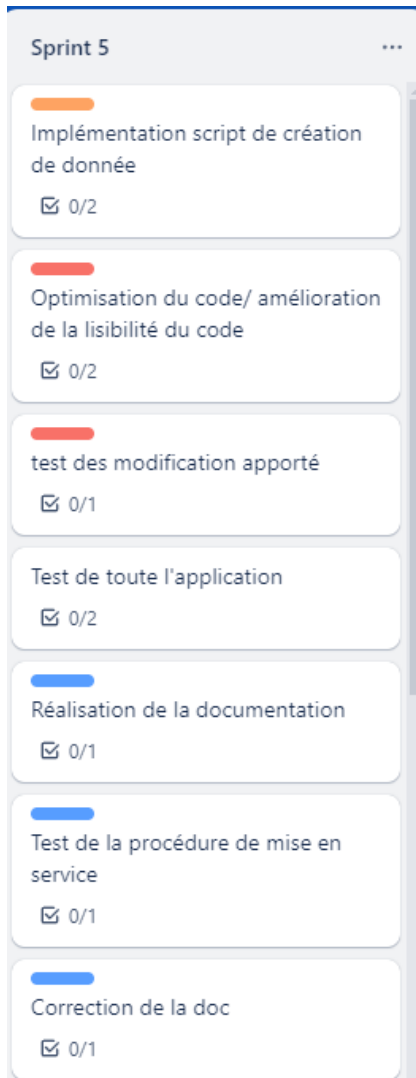 Sprint 5
Implémentation script de création
de donnée
0/2
Optimisation du code/ amélioration
de la lisibilité du code
0/2
test des modification apporté
0/1
Test de toute l'application
0/2
Réalisation de la documentation
0/1
Test de la procédure de mise en
service
0/1
Correction de la doc
0/1